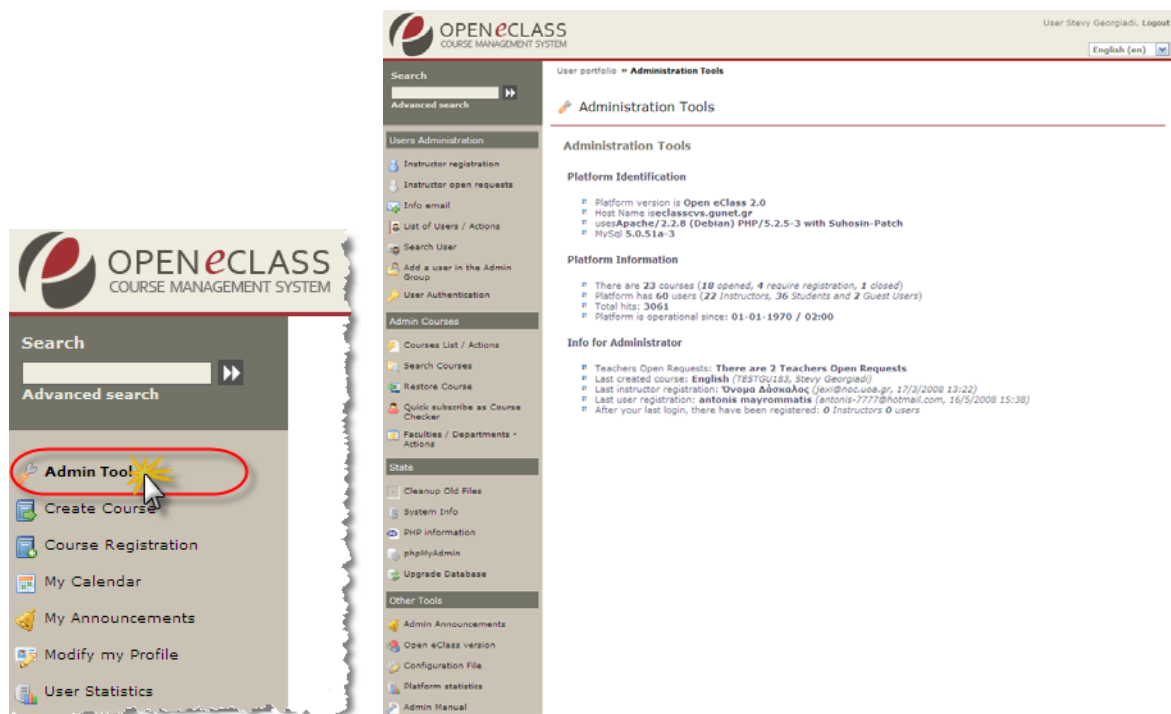 OPEN eCLASS
COURSE MANAGEMENT SYSTEM
Search
Advanced search
Admin Tool
Create Course
Course Registration
My Calendar
My Announcements
Modify my Profile
User Statistics
OPEN eCLASS
COURSE MANAGEMENT SYSTEM
User Stevy Georgiadi, Logout
English (en)
Search
Advanced search
Users Administration
Instructor registration
Instructor open requests
Info email
List of Users / Actions
Search User
Add a user in the Admin
Group
User Authentication
Admin Courses
Courses List / Actions
Search Courses
Restore Course
Quick subscribe as Course
Checker
Faculties / Departments -
Actions
State
Cleanup Old Files
System Info
PHP information
phpMyAdmin
Upgrade Database
Other Tools
Admin Announcements
Open eClass version
Configuration File
Platform statistics
Admin Manual
User portfolio » Administration Tools
Administration Tools
Administration Tools
Platform Identification
Platform version is Open eClass 2.0
Host Name iseclasscvs.gunet.gr
usesApache/2.2.8 (Debian) PHP/5.2.5-3 with Suhosin-Patch
MySql 5.0.51a-3
Platform Information
There are 23 courses (18 opened, 4 require registration, 1 closed)
Platform has 60 users (22 Instructors, 36 Students and 2 Guest Users)
Total hits: 3061
Platform is operational since: 01-01-1970 / 02:00
Info for Administrator
Teachers Open Requests: There are 2 Teachers Open Requests
Last created course: English (TESTGU183, Stevy Georgiadi)
Last instructor registration: Όνομα Δάσκαλος (jexi@noc.uoa.gr, 17/3/2008 13:22)
Last user registration: antonis mayrommatis (antonis-7777@hotmail.com, 16/5/2008 15:38)
After your last login, there have been registered: 0 Instructors 0 users